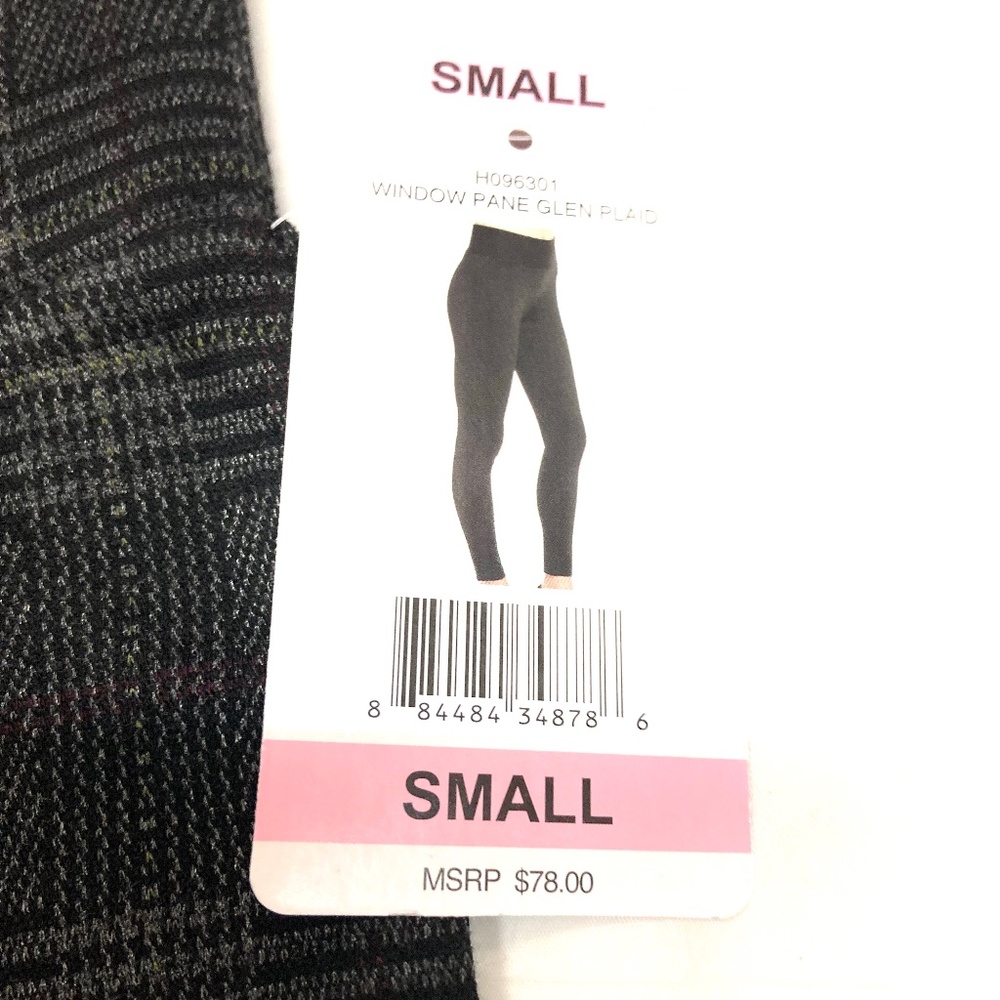 SMALL
H096301
WINDOW PANE GLEN PLAID
8 84484 34878 6
SMALL
MSRP $78.00